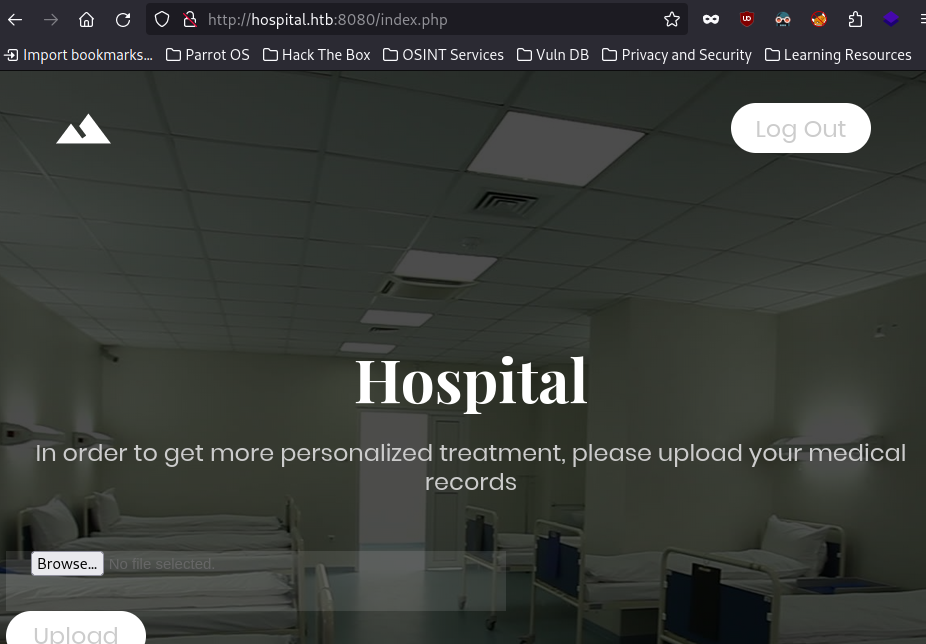 http://hospital.htb:8080/index.php
Import bookmarks... Parrot OS Hack The Box OSINT Services Vuln DB Privacy and Security Learning Resources
Log Out
Hospital
In order to get more personalized treatment, please upload your medical
records
Browse... No file selected.
Upload